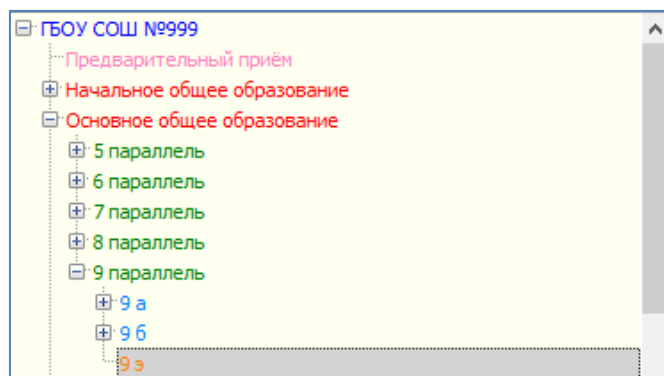 ГБОУ СОШ №999
Предварительный приём
Начальное общее образование
Основное общее образование
5 параллель
6 параллель
7 параллель
8 параллель
9 параллель
9 а
9 б
9 э